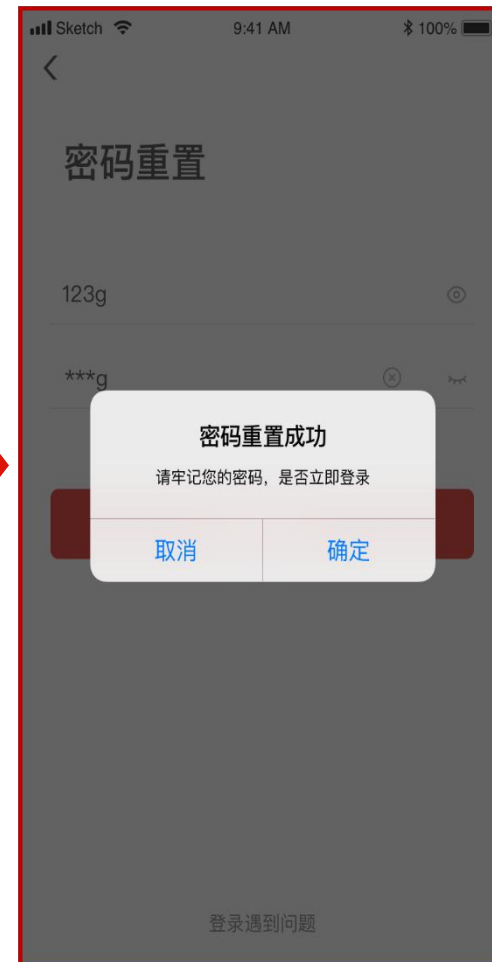 Sketch 9:41 AM 100%
密码重置
123g
***g
密码重置成功
请牢记您的密码，是否立即登录
取消 确定
登录遇到问题